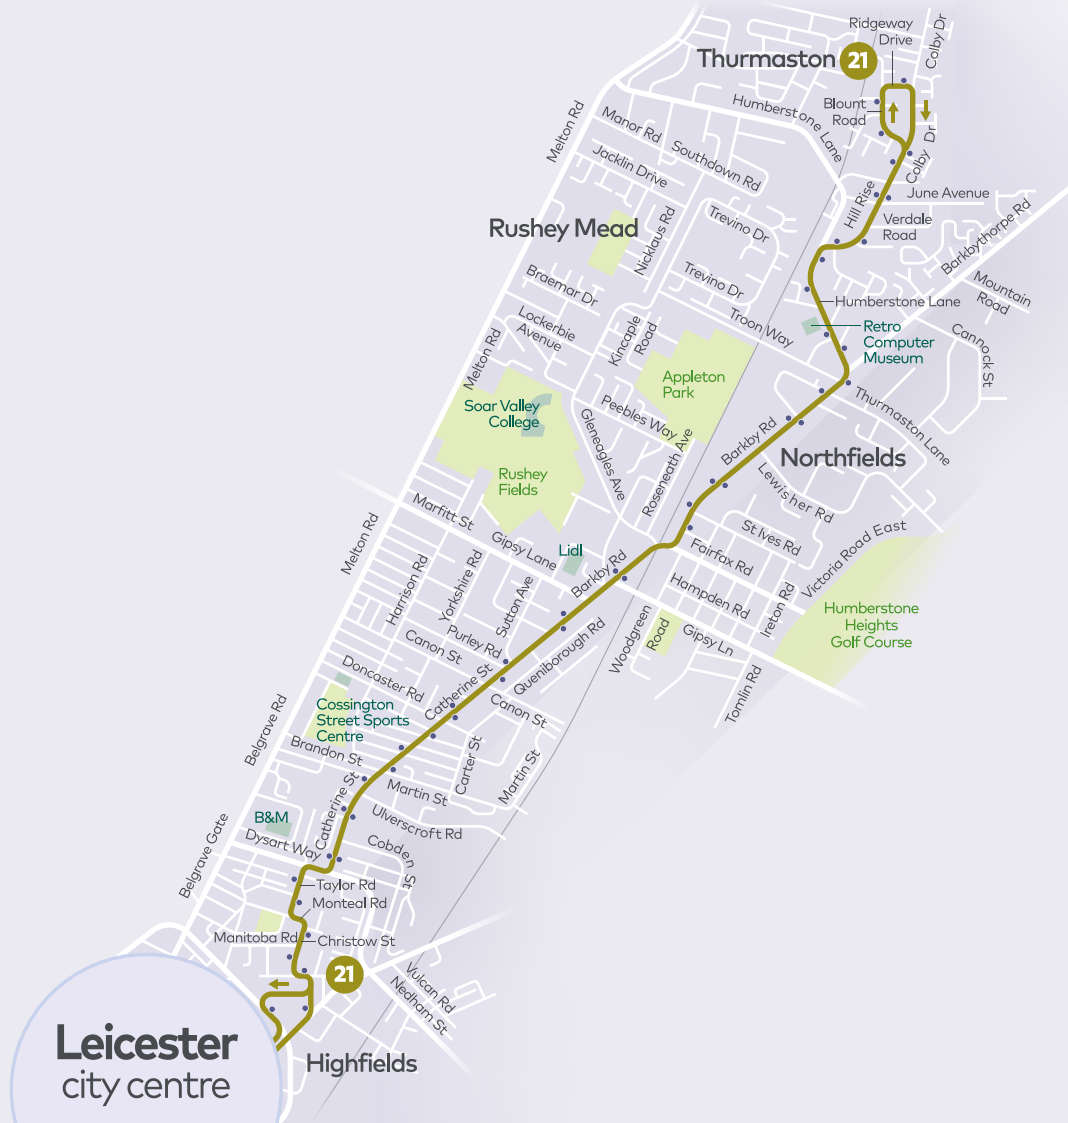 Ridgeway
Drive
Colby Dr
Thurmaston
21
Blount
Road
Humberstone Lane
Melton Rd
Manor Rd
Southdown Rd
Jacklin Drive
Colby Dr
Hill Rise
June Avenue
Verdale
Road
Barkbythorpe Rd
Rushey Mead
Nicklaus Rd
Trevino Dr
Trevino Dr
Braemar Dr
Mountain
Road
Humberstone Lane
Lockerbie
Avenue
Kincaple
Road
Troon Way
Retro
Computer
Museum
Cannock St
Melton Rd
Appleton
Park
Soar Valley
College
Peebles Way
Gleneagles Ave
Roseneath Ave
Barkby Rd
Thurmaston Lane
Northfields
Rushey
Fields
Lewisher Rd
Marfitt St
Gipsy Lane
Melton Rd
St Ives Rd
Victoria Road East
Lidl
Fairfax Rd
Barkby Rd
Harrison Rd
Yorkshire Rd
Sutton Ave
Hampden Rd
Ireton Rd
Humberstone
Heights
Golf Course
Canon St
Purley Rd
Queniborough Rd
Woodgreen
Road
Gipsy Ln
Tomlin Rd
Doncaster Rd
Catherine St
Canon St
Belgrave Rd
Cossington
Street Sports
Centre
Brandon St
Carter St
Martin St
Martin St
Catherine St
Ulverscroft Rd
B&M
Dysart Way
Cobden St
Belgrave Gate
Taylor Rd
Monteal Rd
Manitoba Rd
Christow St
21
Vulcan Rd
Nedham St
Leicester
city centre
Highfields